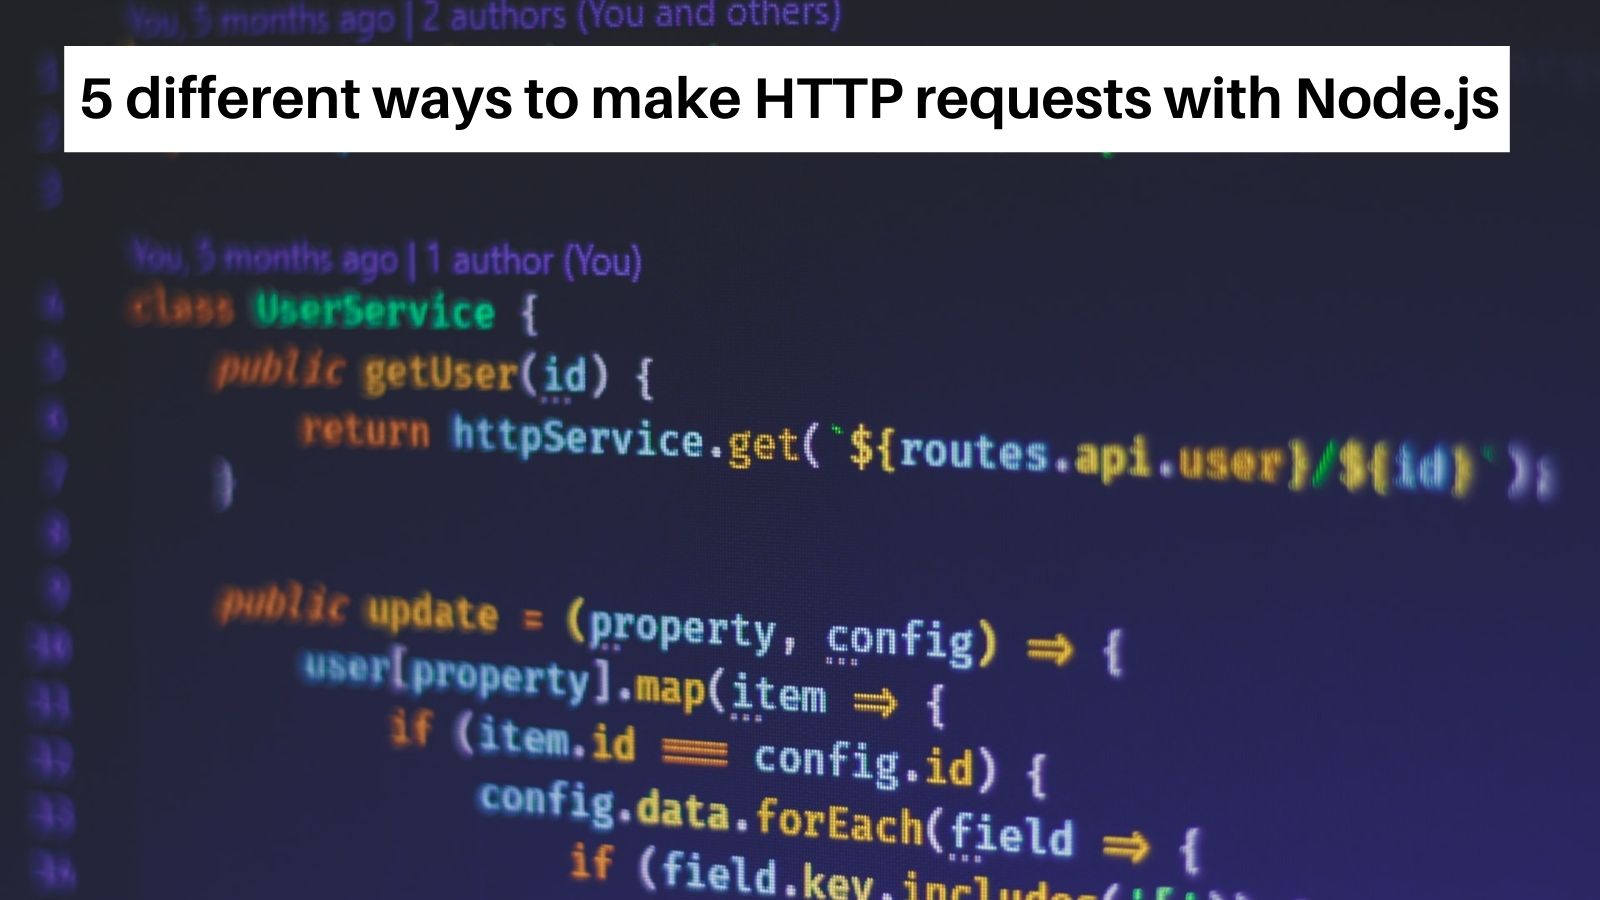 You, 5 months ago | 2 authors (You and others)
5 different ways to make HTTP requests with Node.js
You, 5 months ago | 1 author (You)
class UserService {
public getUser(id) {
return httpService.get(`${routes.api.user}/${id}`);
}
public update = (property, config) => {
user[property].map(item => {
if (item.id === config.id) {
config.data.forEach(field => {
if (field.key.includes(